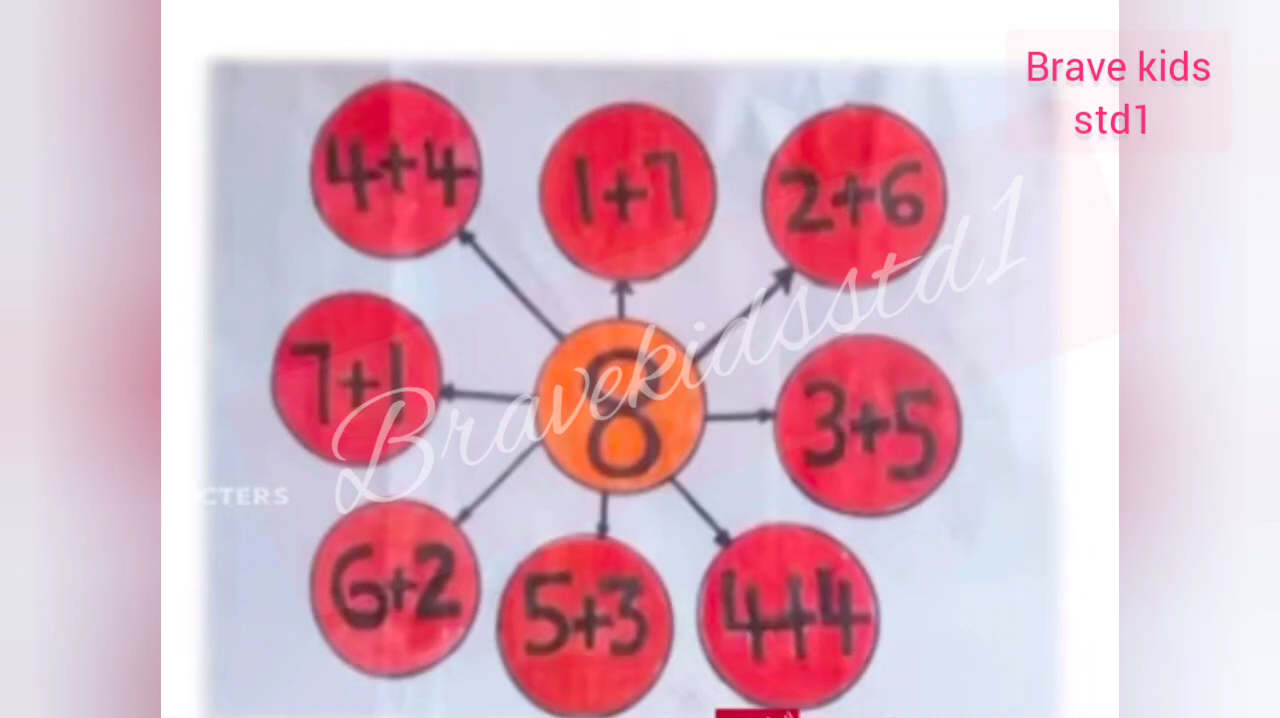 Brave kids
std1
4+4
1+7
2+6
7+1
8
3+5
Bravekidsstd1
CTERS
6+2
5+3
4+4